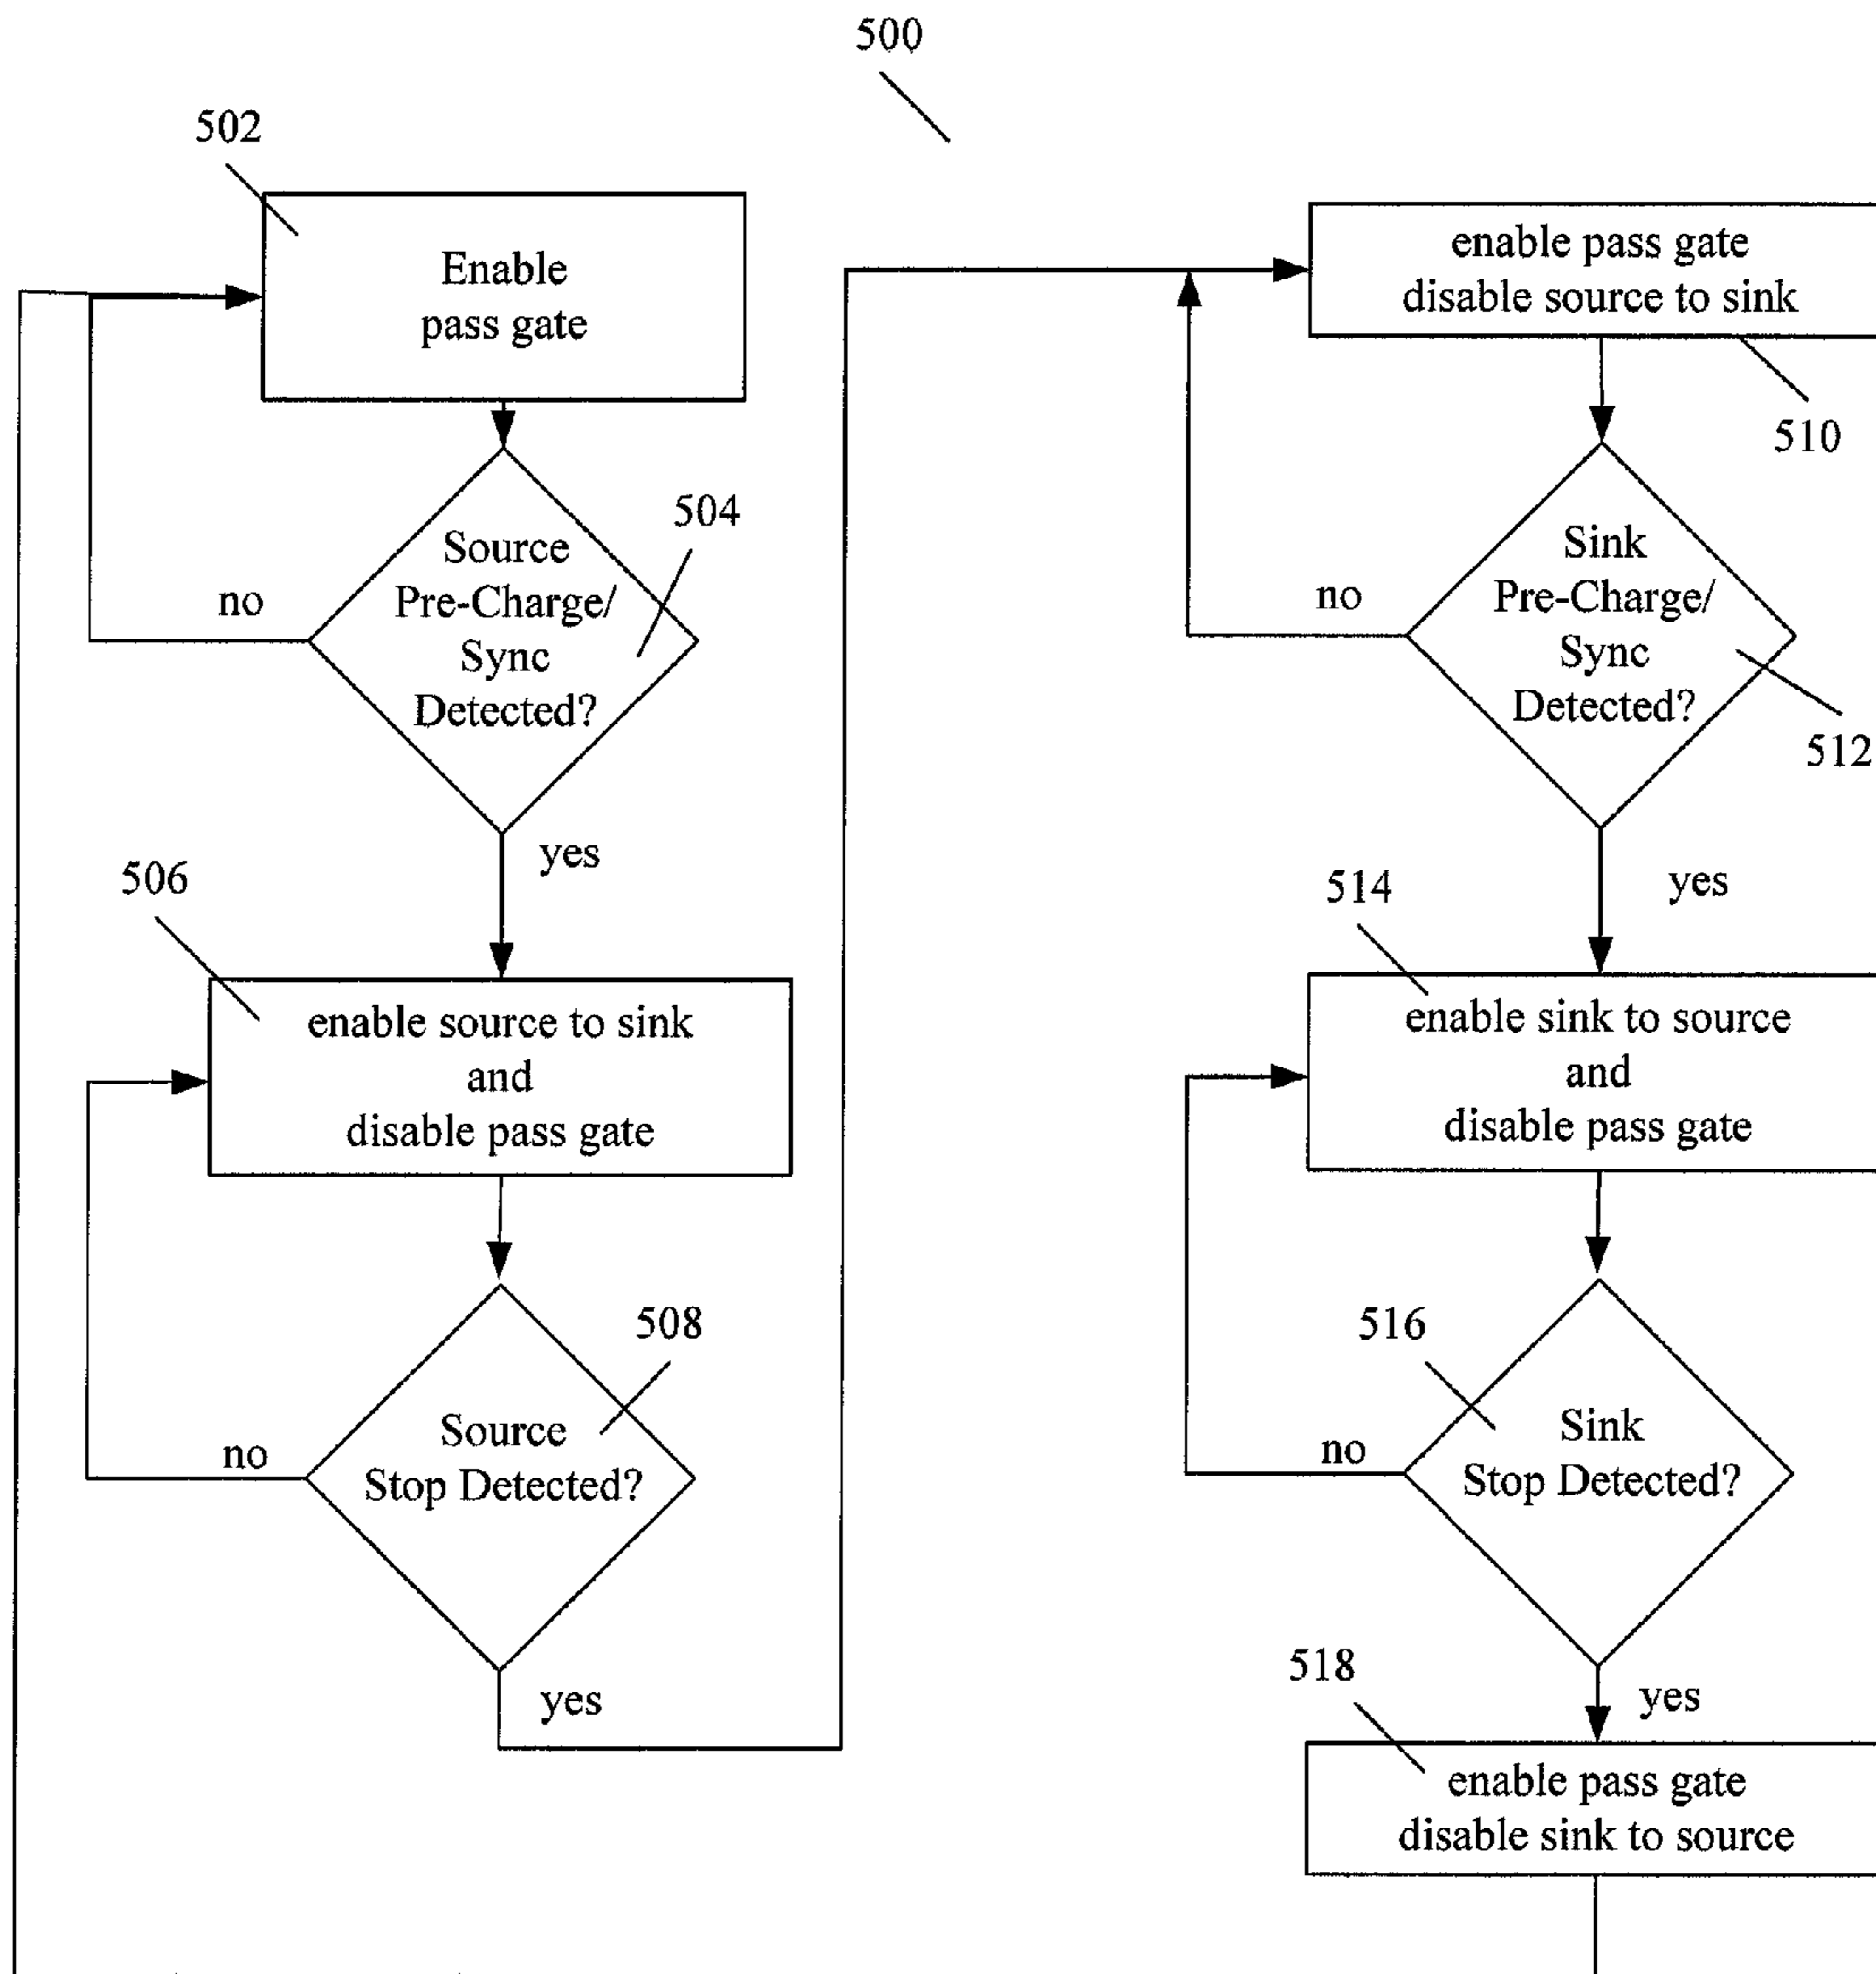 500
502
Enable
pass gate
504
Source
Pre-Charge/
Sync
Detected?
no
yes
506
enable source to sink
and
disable pass gate
508
Source
Stop Detected?
no
yes
enable pass gate
disable source to sink
510
Sink
Pre-Charge/
Sync
Detected?
no
512
yes
514
enable sink to source
and
disable pass gate
516
Sink
Stop Detected?
no
yes
518
enable pass gate
disable sink to source